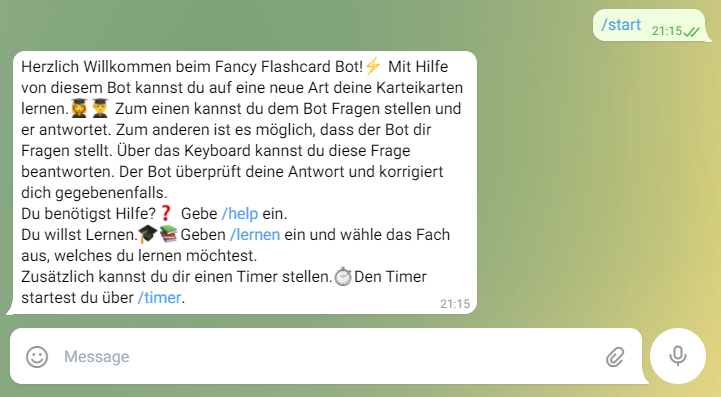 /start
21:15
Herzlich Willkommen beim Fancy Flashcard Bot!⚡ Mit Hilfe
von diesem Bot kannst du auf eine neue Art deine Karteikarten
lernen.👩‍🎓👨‍🎓 Zum einen kannst du dem Bot Fragen stellen und
er antwortet. Zum anderen ist es möglich, dass der Bot dir
Fragen stellt. Über das Keyboard kannst du diese Frage
beantworten. Der Bot überprüft deine Antwort und korrigiert
dich gegebenenfalls.
Du benötigst Hilfe?❓ Gebe /help ein.
Du willst Lernen.🎓📚Geben /lernen ein und wähle das Fach
aus, welches du lernen möchtest.
Zusätzlich kannst du dir einen Timer stellen.⏱Den Timer
startest du über /timer.
21:15
Message